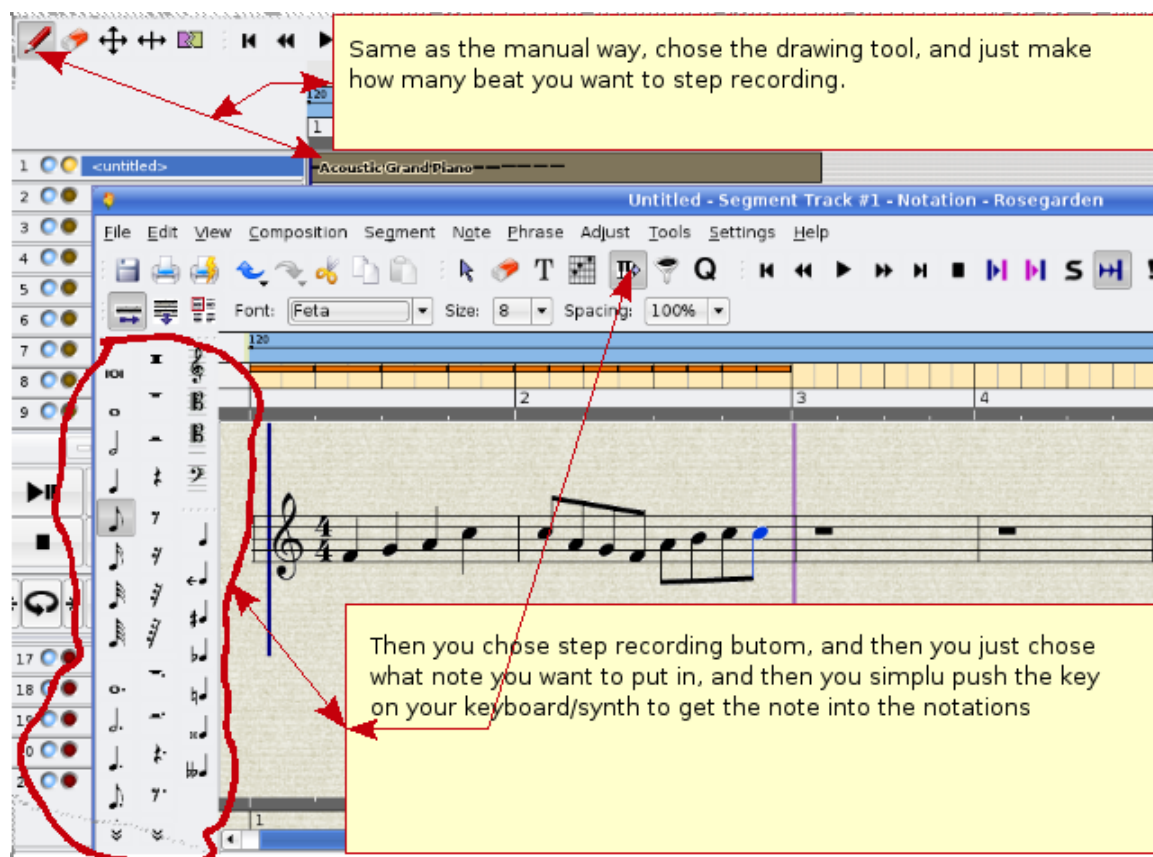 Same as the manual way, chose the drawing tool, and just make
how many beat you want to step recording.
120
1
1 <untitled>
Acoustic Grand Piano
2
Untitled - Segment Track #1 - Notation - Rosegarden
3
File Edit View Composition Segment Note Phrase Adjust Tools Settings Help
4
T Q S
5
6
Font: Feta Size: 8 Spacing: 100%
7
120
8
2 3 4
9
4
4
Then you chose step recording butom, and then you just chose
what note you want to put in, and then you simplu push the key
on your keyboard/synth to get the note into the notations
17
18
1